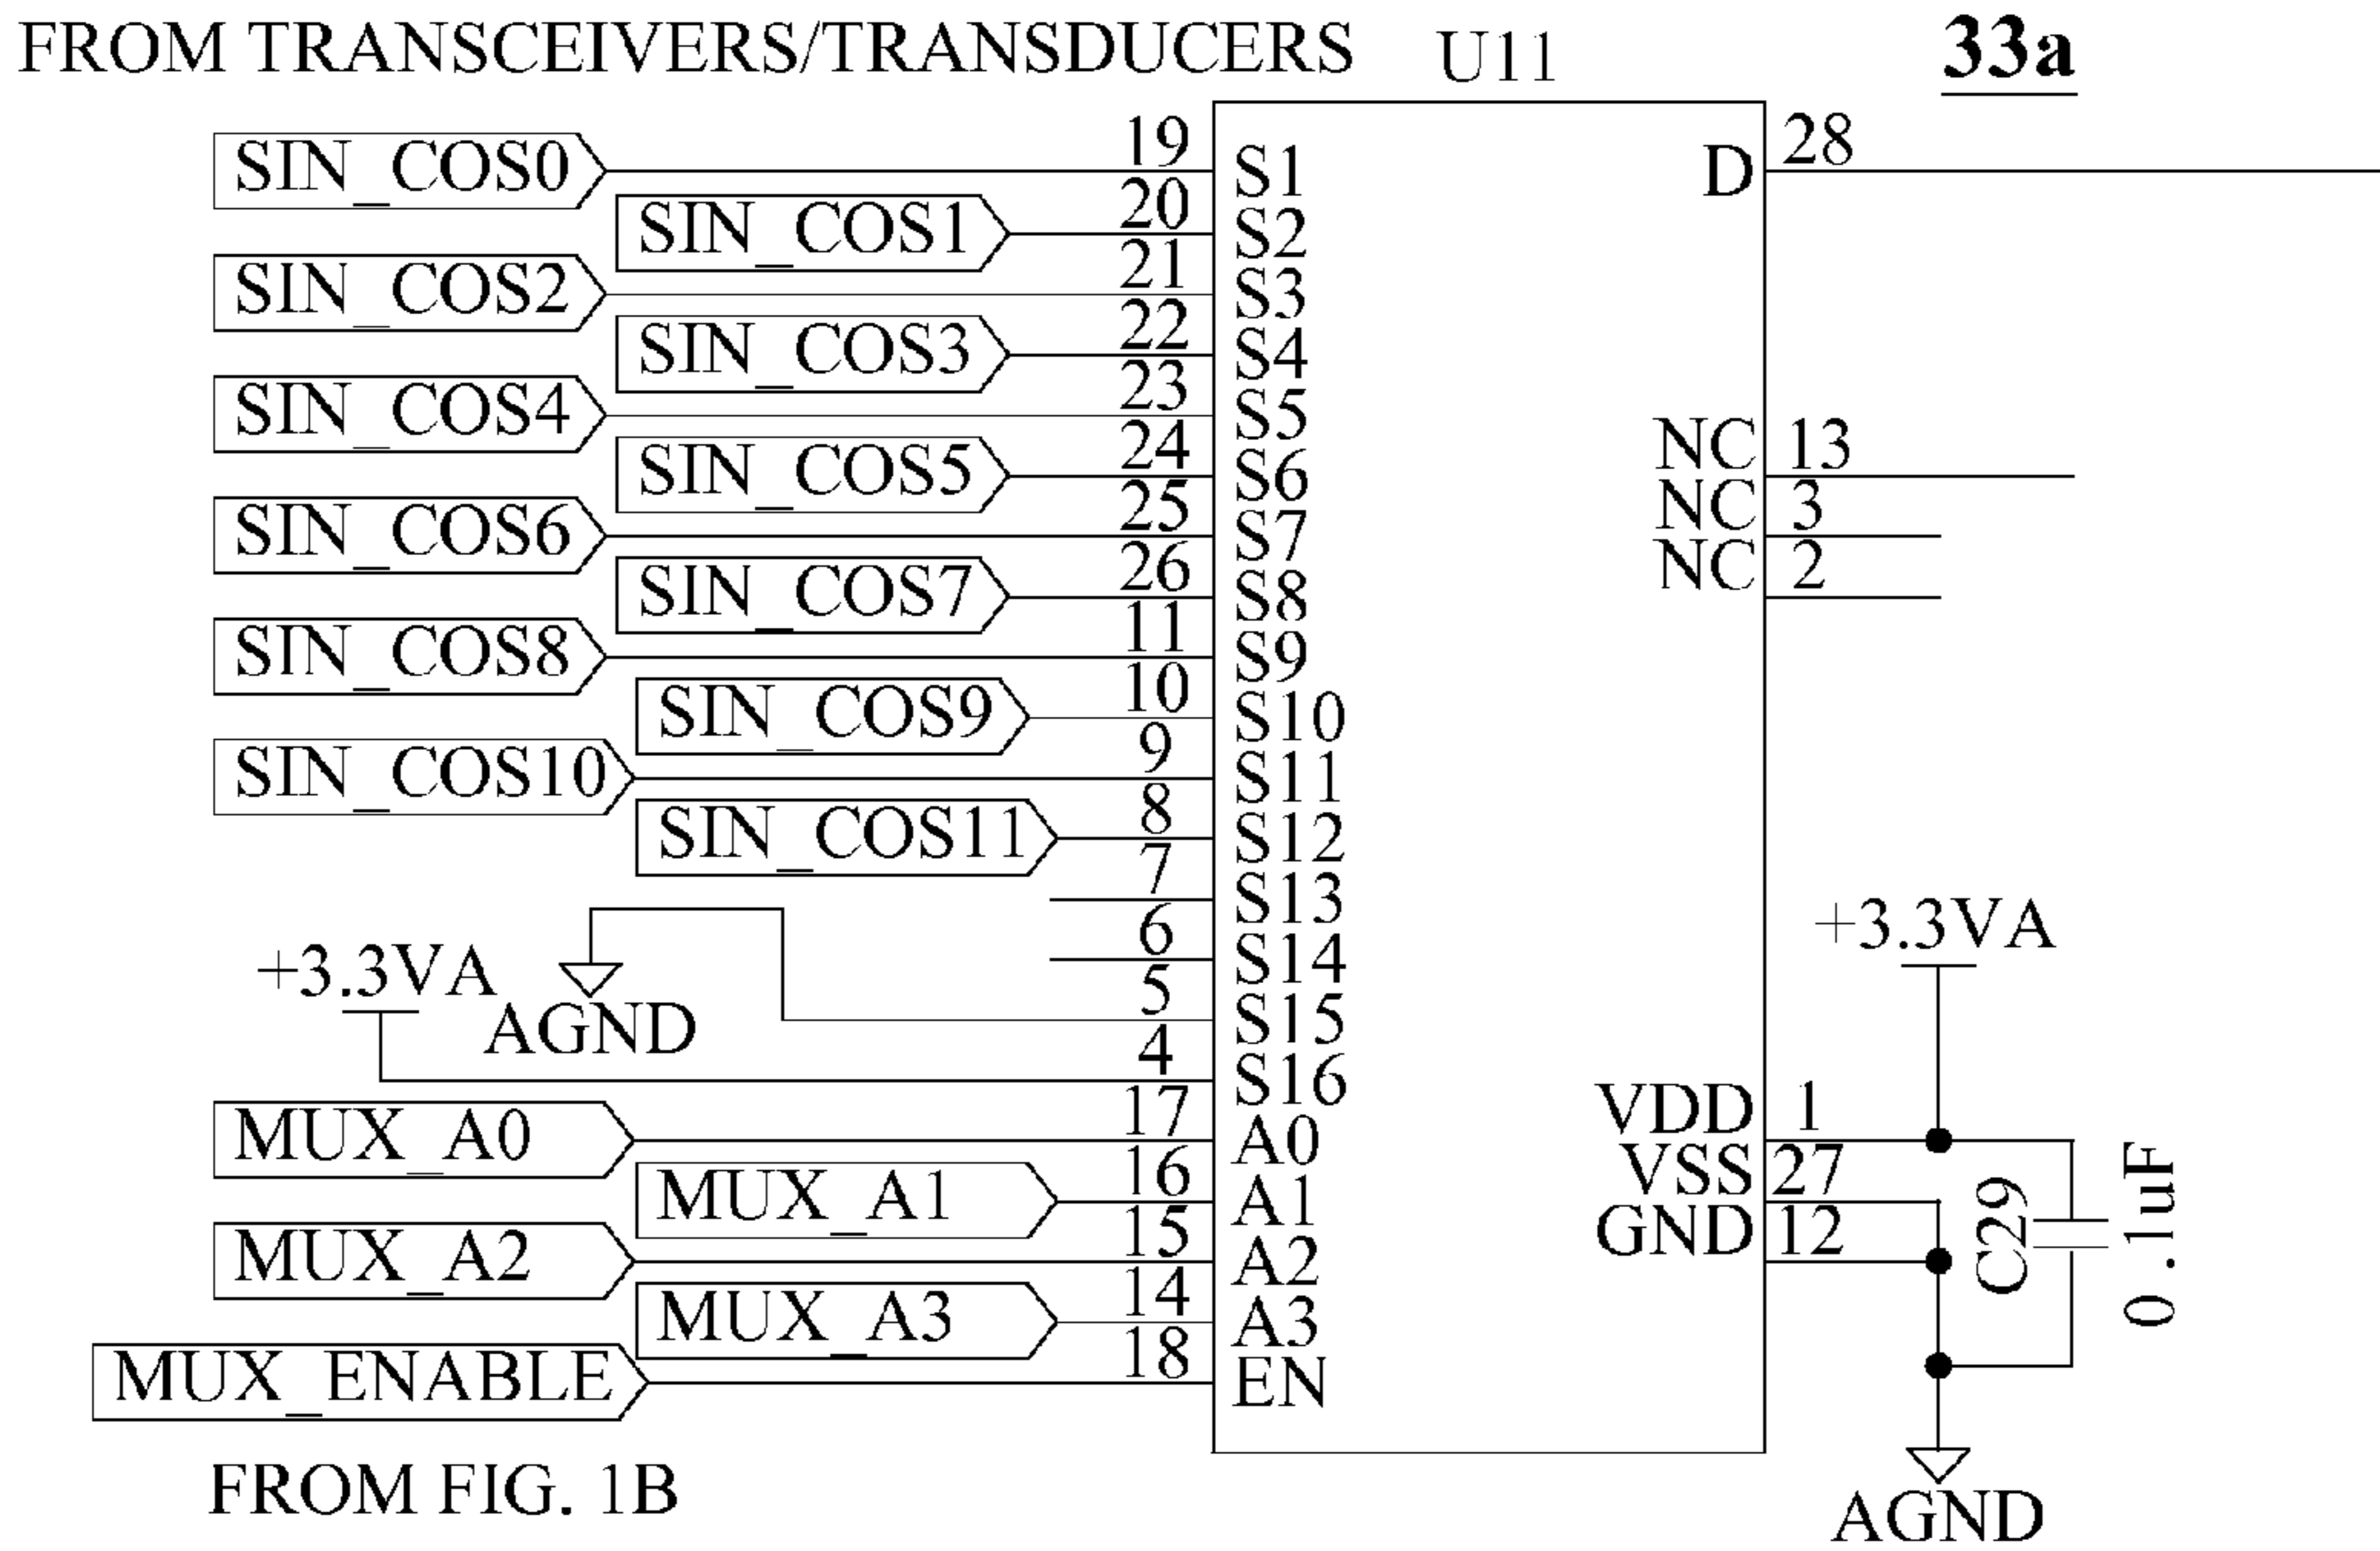 FROM TRANSCEIVERS/TRANSDUCERS U11 33a
SIN_COS0 19 S1 D 28
SIN_COS1 20 S2
SIN_COS2 21 S3
SIN_COS3 22 S4
SIN_COS4 23 S5
SIN_COS5 24 S6 NC 13
SIN_COS6 25 S7 NC 3
SIN_COS7 26 S8 NC 2
SIN_COS8 11 S9
SIN_COS9 10 S10
SIN_COS10 9 S11
SIN_COS11 8 S12
7 S13
6 S14 +3.3VA
+3.3VA AGND 5 S15
4 S16
MUX_A0 17 A0 VDD 1
MUX_A1 16 A1 VSS 27
MUX_A2 15 A2 GND 12 C29 0.1uF
MUX_A3 14 A3
MUX_ENABLE 18 EN
FROM FIG. 1B AGND